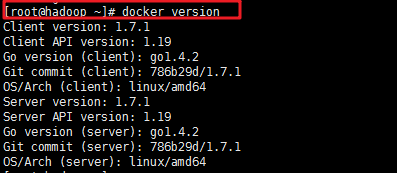 [root@hadoop ~]# docker version
Client version: 1.7.1
Client API version: 1.19
Go version (client): go1.4.2
Git commit (client): 786b29d/1.7.1
OS/Arch (client): linux/amd64
Server version: 1.7.1
Server API version: 1.19
Go version (server): go1.4.2
Git commit (server): 786b29d/1.7.1
OS/Arch (server): linux/amd64